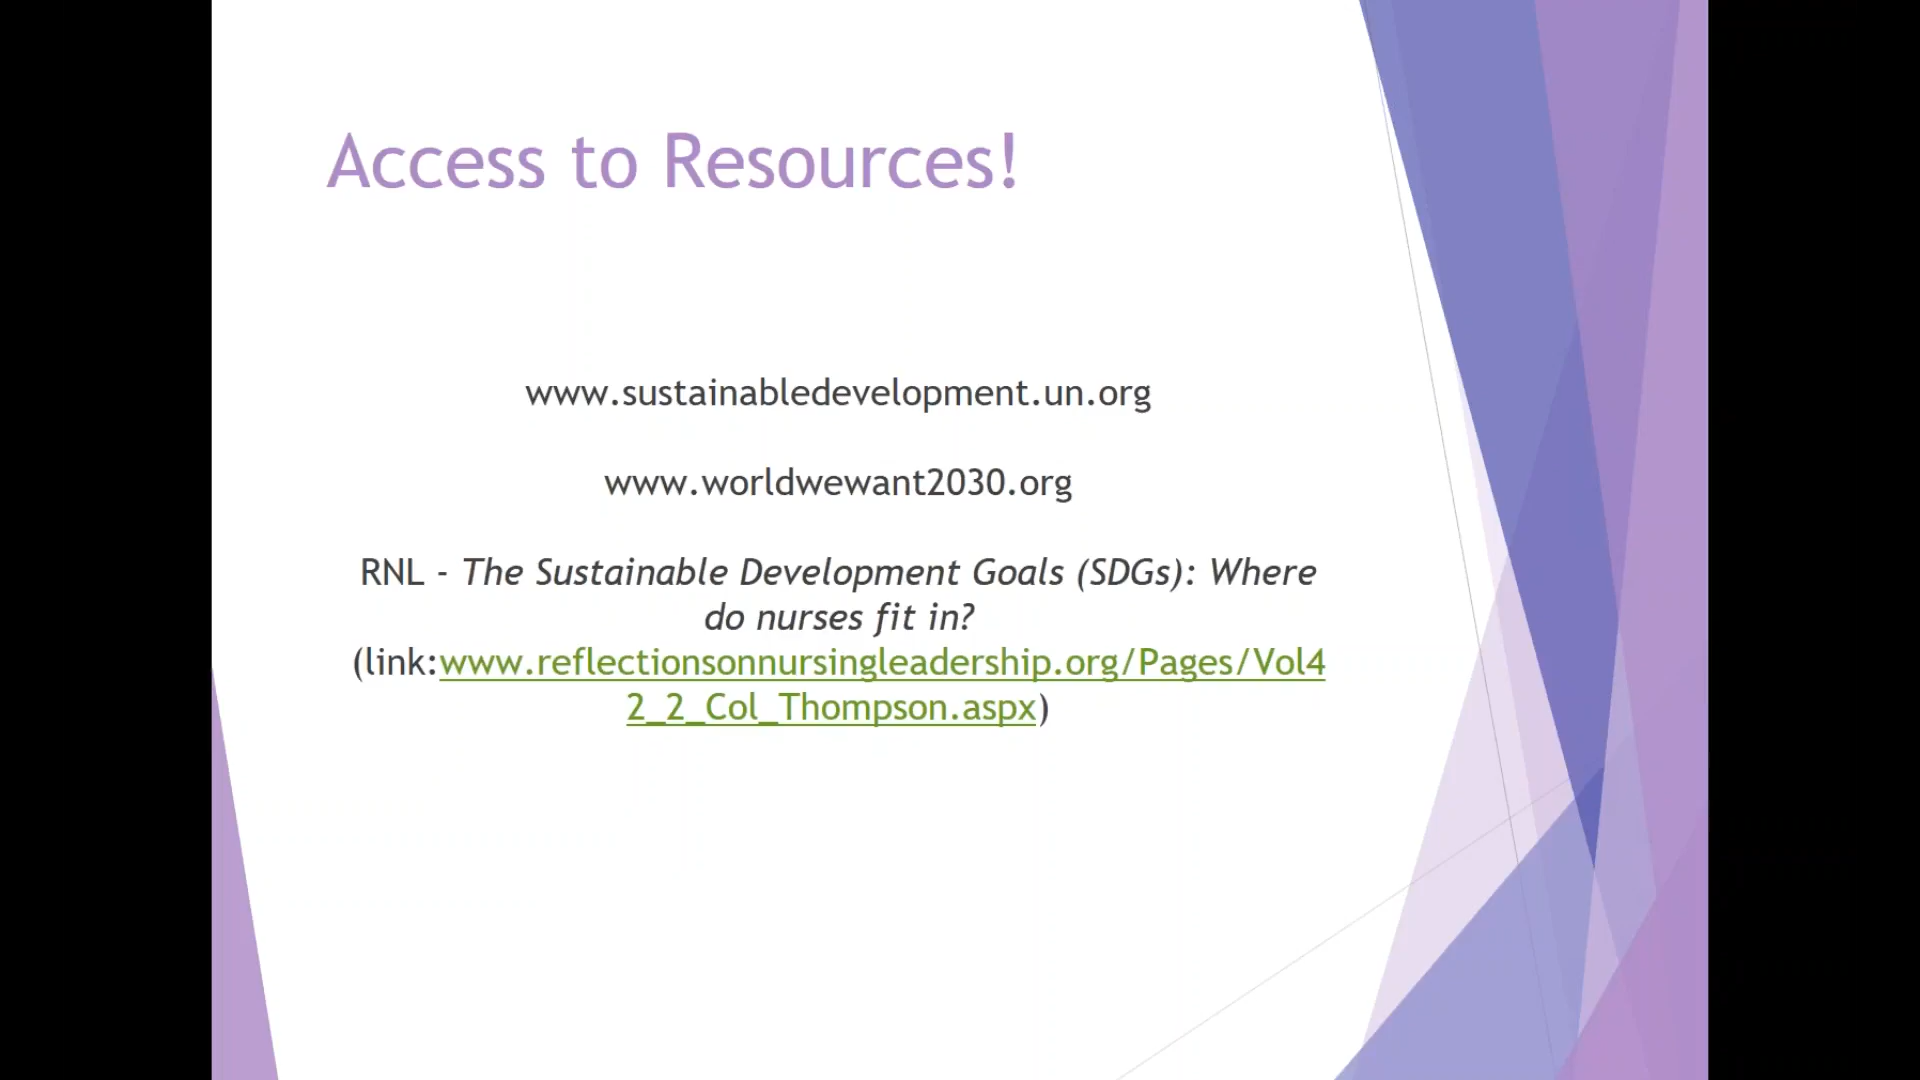 Access to Resources!
www.sustainabledevelopment.un.org
www.worldwewant2030.org
RNL - The Sustainable Development Goals (SDGs): Where
do nurses fit in?
(link:www.reflectionsonnursingleadership.org/Pages/Vol4
2_2_Col_Thompson.aspx)